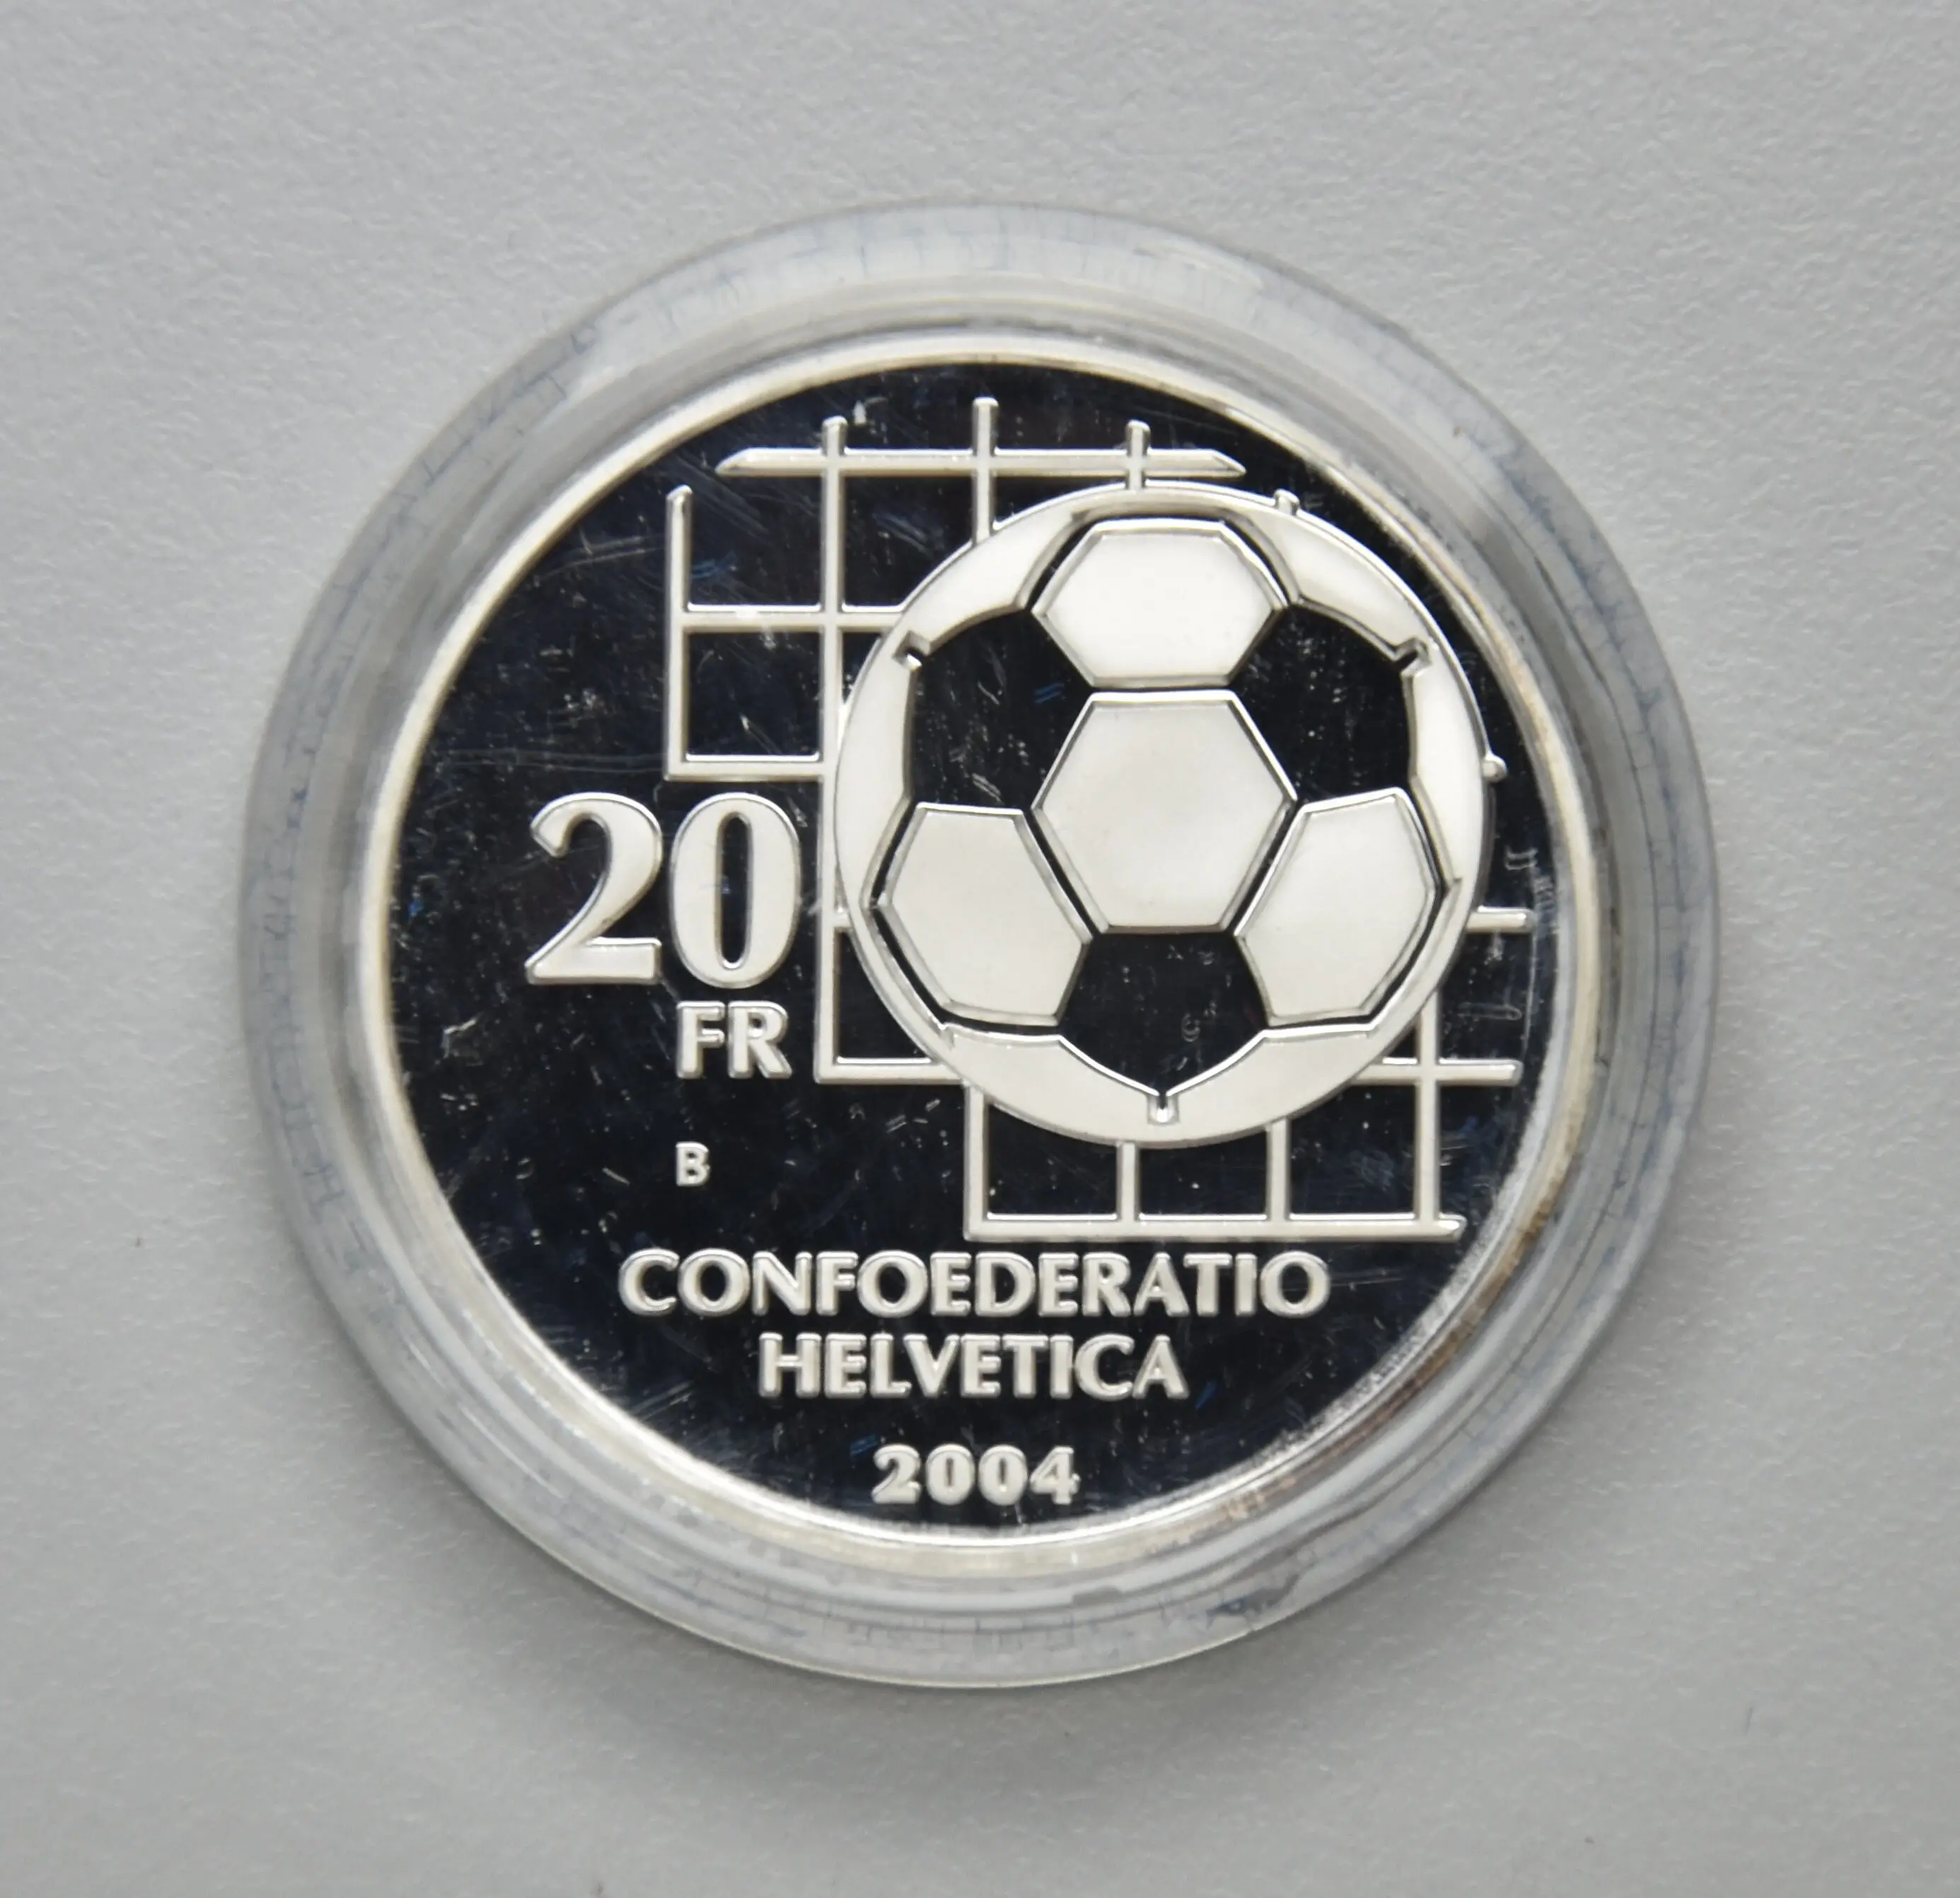 20
FR
B
CONFOEDERATIO
HELVETICA
2004